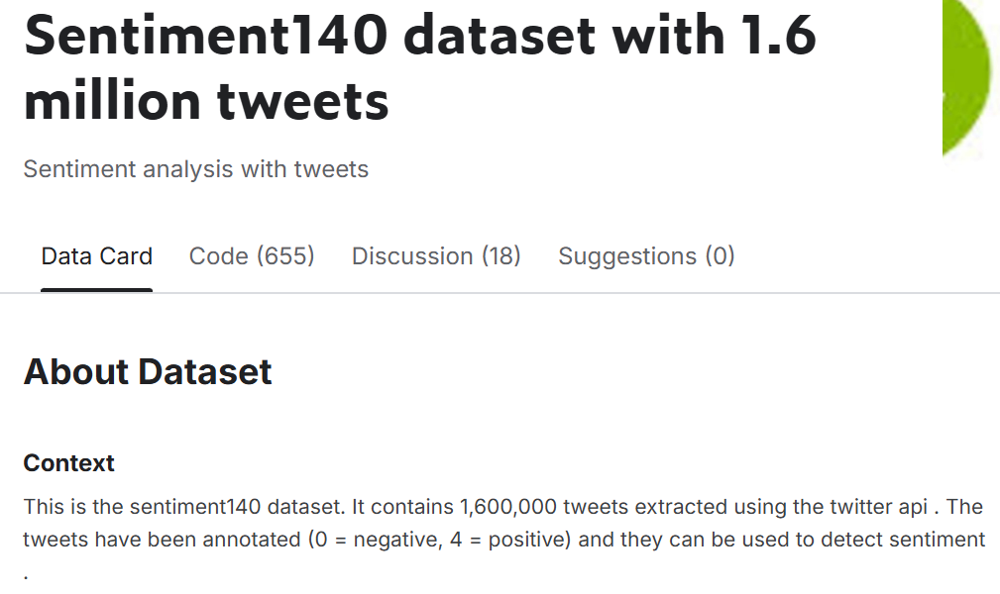 Sentiment140 dataset with 1.6
million tweets
Sentiment analysis with tweets
Data Card Code (655) Discussion (18) Suggestions (0)
About Dataset
Context
This is the sentiment140 dataset. It contains 1,600,000 tweets extracted using the twitter api . The
tweets have been annotated (0 = negative, 4 = positive) and they can be used to detect sentiment
.